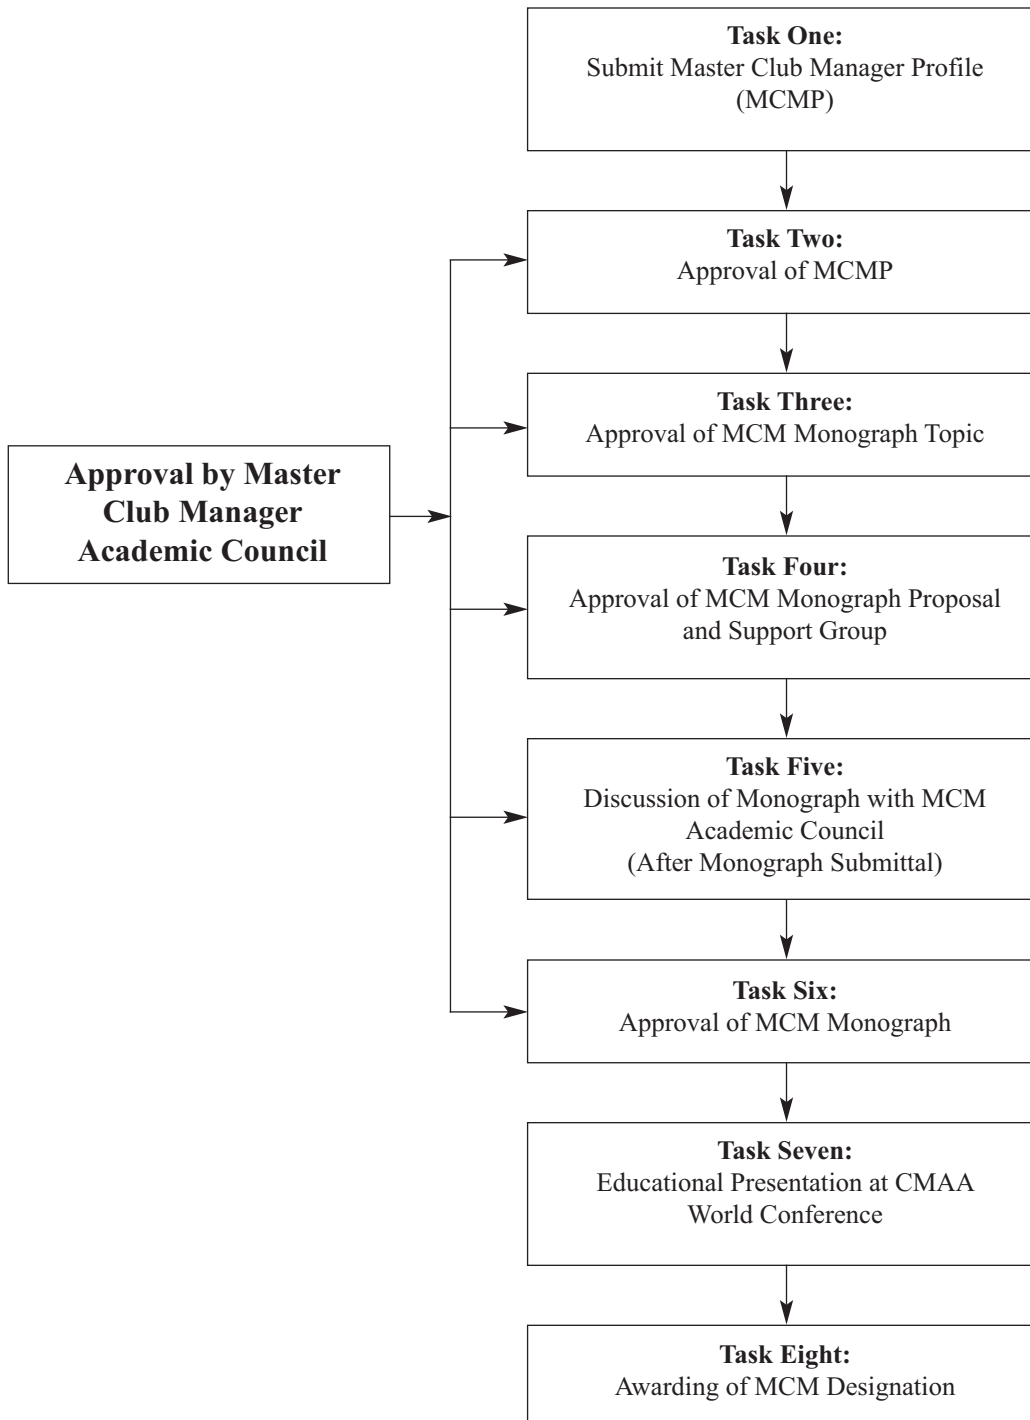 Task One:
Submit Master Club Manager Profile
(MCMP)
Task Two:
Approval of MCMP
Task Three:
Approval of MCM Monograph Topic
Approval by Master
Club Manager
Academic Council
Task Four:
Approval of MCM Monograph Proposal
and Support Group
Task Five:
Discussion of Monograph with MCM
Academic Council
(After Monograph Submittal)
Task Six:
Approval of MCM Monograph
Task Seven:
Educational Presentation at CMAA
World Conference
Task Eight:
Awarding of MCM Designation